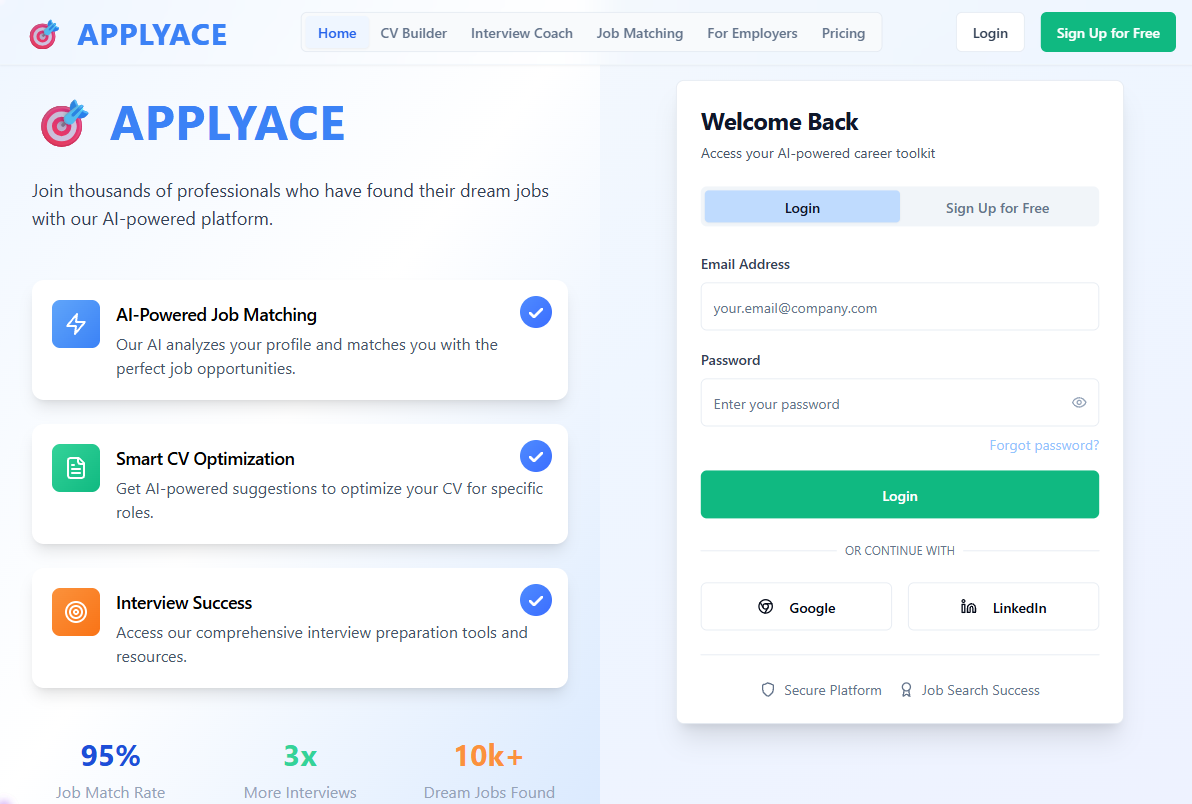 APPLYACE
Home
CV Builder
Interview Coach
Job Matching
For Employers
Pricing
Login
Sign Up for Free
APPLYACE
Join thousands of professionals who have found their dream jobs
with our AI-powered platform.
AI-Powered Job Matching
Our AI analyzes your profile and matches you with the
perfect job opportunities.
Smart CV Optimization
Get AI-powered suggestions to optimize your CV for specific
roles.
Interview Success
Access our comprehensive interview preparation tools and
resources.
95%
Job Match Rate
3x
More Interviews
10k+
Dream Jobs Found
Welcome Back
Access your AI-powered career toolkit
Login
Sign Up for Free
Email Address
your.email@company.com
Password
Enter your password
Forgot password?
Login
OR CONTINUE WITH
Google
LinkedIn
Secure Platform
Job Search Success